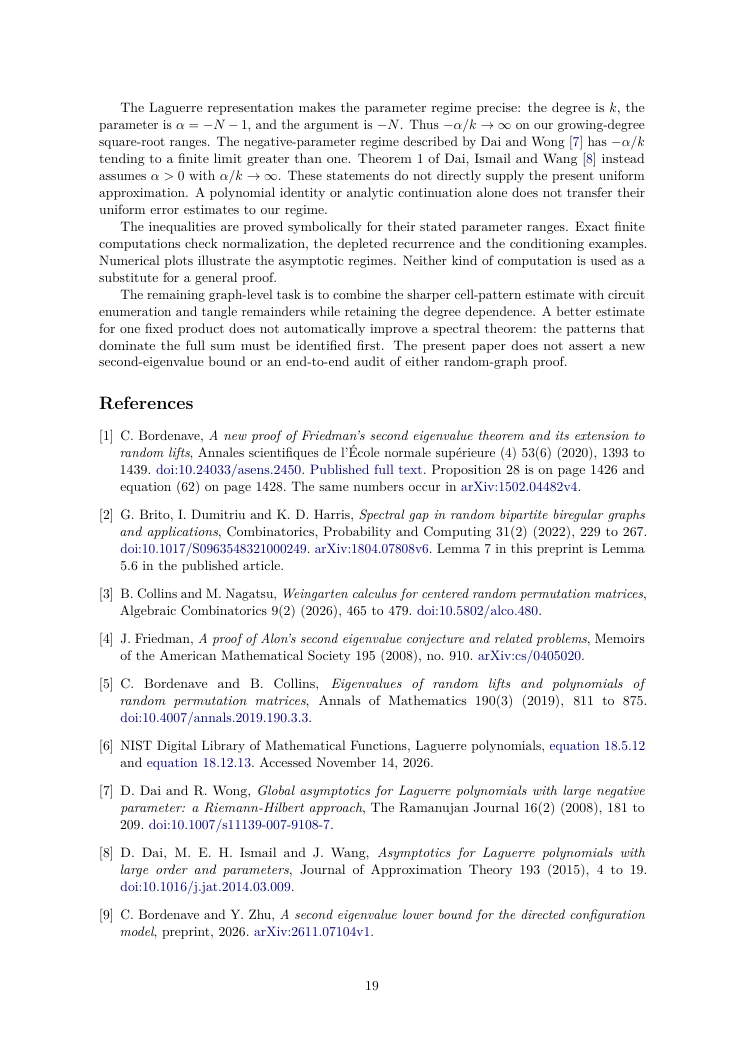 The Laguerre representation makes the parameter regime precise: the degree is k, the
parameter is α = −N − 1, and the argument is −N. Thus −α/k → ∞ on our growing-degree
square-root ranges. The negative-parameter regime described by Dai and Wong [7] has −α/k
tending to a finite limit greater than one. Theorem 1 of Dai, Ismail and Wang [8] instead
assumes α > 0 with α/k → ∞. These statements do not directly supply the present uniform
approximation. A polynomial identity or analytic continuation alone does not transfer their
uniform error estimates to our regime.
The inequalities are proved symbolically for their stated parameter ranges. Exact finite
computations check normalization, the depleted recurrence and the conditioning examples.
Numerical plots illustrate the asymptotic regimes. Neither kind of computation is used as a
substitute for a general proof.
The remaining graph-level task is to combine the sharper cell-pattern estimate with circuit
enumeration and tangle remainders while retaining the degree dependence. A better estimate
for one fixed product does not automatically improve a spectral theorem: the patterns that
dominate the full sum must be identified first. The present paper does not assert a new
second-eigenvalue bound or an end-to-end audit of either random-graph proof.
References
[1] C. Bordenave, A new proof of Friedman's second eigenvalue theorem and its extension to
random lifts, Annales scientifiques de l'École normale supérieure (4) 53(6) (2020), 1393 to
1439. doi:10.24033/asens.2450. Published full text. Proposition 28 is on page 1426 and
equation (62) on page 1428. The same numbers occur in arXiv:1502.04482v4.
[2] G. Brito, I. Dumitriu and K. D. Harris, Spectral gap in random bipartite biregular graphs
and applications, Combinatorics, Probability and Computing 31(2) (2022), 229 to 267.
doi:10.1017/S0963548321000249. arXiv:1804.07808v6. Lemma 7 in this preprint is Lemma
5.6 in the published article.
[3] B. Collins and M. Nagatsu, Weingarten calculus for centered random permutation matrices,
Algebraic Combinatorics 9(2) (2026), 465 to 479. doi:10.5802/alco.480.
[4] J. Friedman, A proof of Alon's second eigenvalue conjecture and related problems, Memoirs
of the American Mathematical Society 195 (2008), no. 910. arXiv:cs/0405020.
[5] C. Bordenave and B. Collins, Eigenvalues of random lifts and polynomials of
random permutation matrices, Annals of Mathematics 190(3) (2019), 811 to 875.
doi:10.4007/annals.2019.190.3.3.
[6] NIST Digital Library of Mathematical Functions, Laguerre polynomials, equation 18.5.12
and equation 18.12.13. Accessed November 14, 2026.
[7] D. Dai and R. Wong, Global asymptotics for Laguerre polynomials with large negative
parameter: a Riemann-Hilbert approach, The Ramanujan Journal 16(2) (2008), 181 to
209. doi:10.1007/s11139-007-9108-7.
[8] D. Dai, M. E. H. Ismail and J. Wang, Asymptotics for Laguerre polynomials with
large order and parameters, Journal of Approximation Theory 193 (2015), 4 to 19.
doi:10.1016/j.jat.2014.03.009.
[9] C. Bordenave and Y. Zhu, A second eigenvalue lower bound for the directed configuration
model, preprint, 2026. arXiv:2611.07104v1.
19